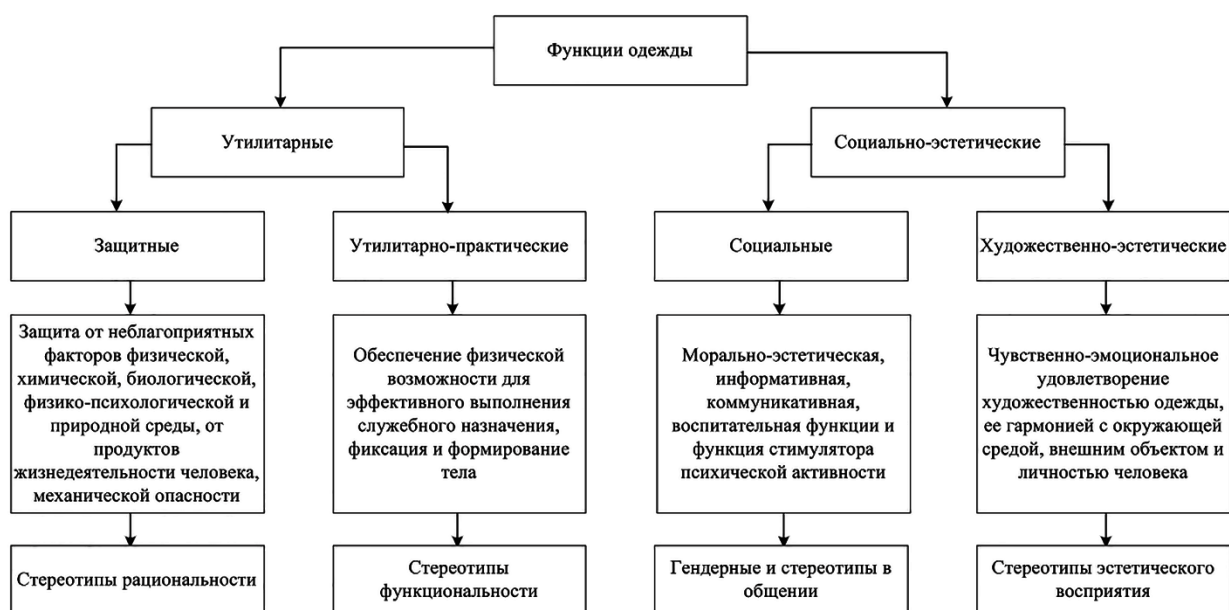 Функции одежды
Утилитарные
Социально-эстетические
Защитные
Утилитарно-практические
Социальные
Художественно-эстетические
Защита от неблагоприятных
факторов физической,
химической, биологической,
физико-психологической и
природной среды, от
продуктов
жизнедеятельности человека,
механической опасности
Обеспечение физической
возможности для
эффективного выполнения
служебного назначения,
фиксация и формирование
тела
Морально-эстетическая,
информативная,
коммуникативная,
воспитательная функции и
функция стимулятора
психической активности
Чувственно-эмоциональное
удовлетворение
художественностью одежды,
ее гармонией с окружающей
средой, внешним объектом и
личностью человека
Стереотипы рациональности
Стереотипы
функциональности
Гендерные и стереотипы в
общении
Стереотипы эстетического
восприятия